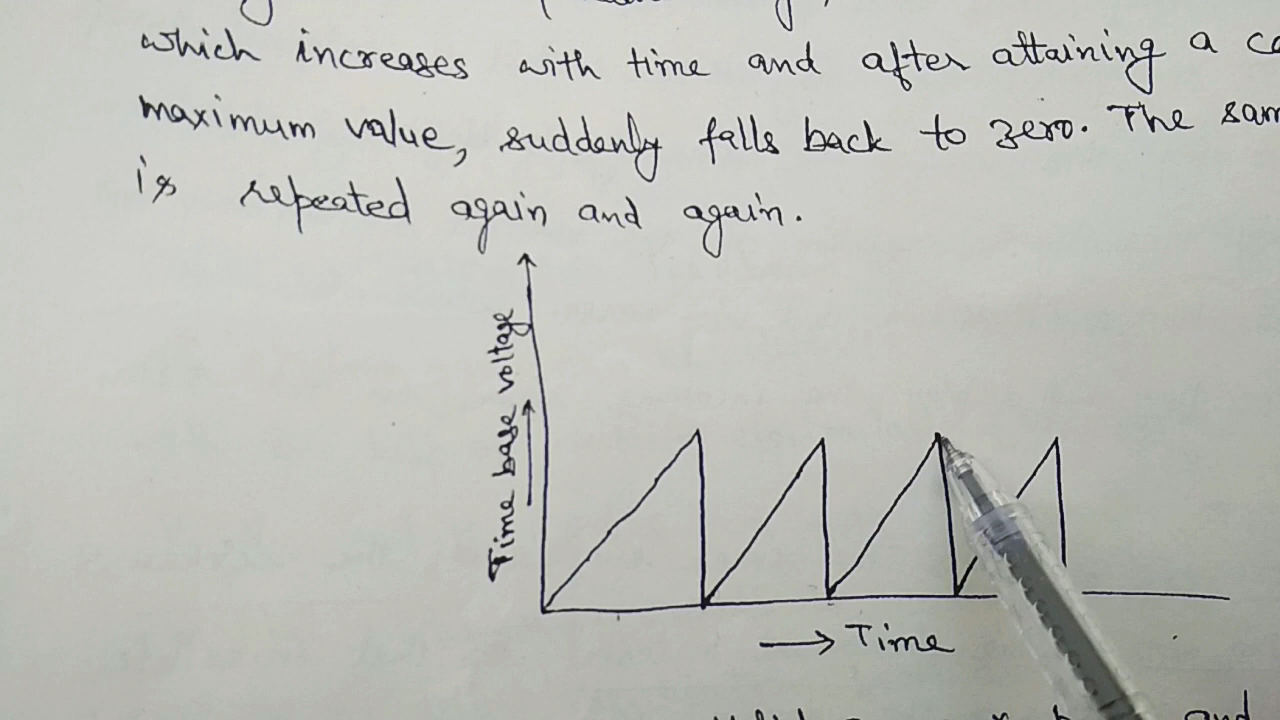 which increases with time and after attaining a
maximum value, suddenly falls back to zero. The
is repeated again and again.
Time base voltage
Time
and